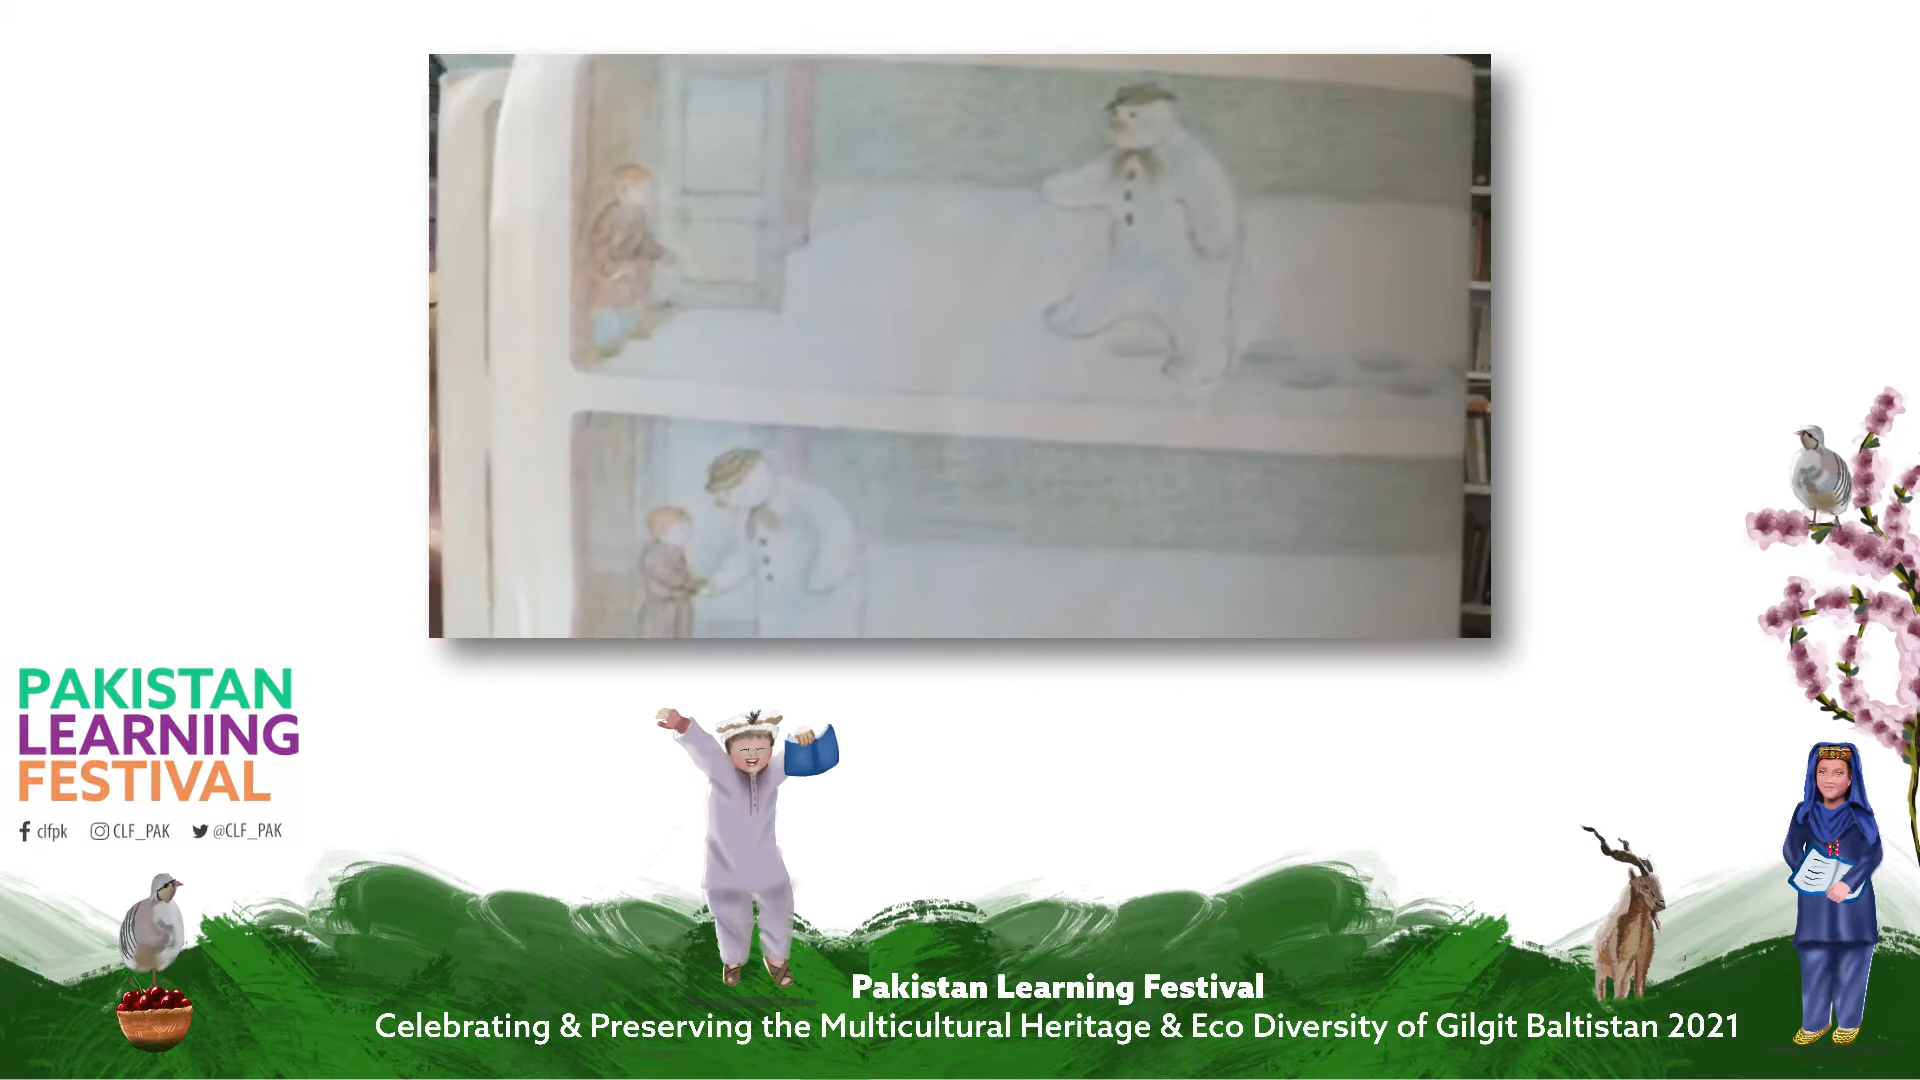 PAKISTAN
LEARNING
FESTIVAL
clfpk CLF_PAK @CLF_PAK
Pakistan Learning Festival
Celebrating & Preserving the Multicultural Heritage & Eco Diversity of Gilgit Baltistan 2021